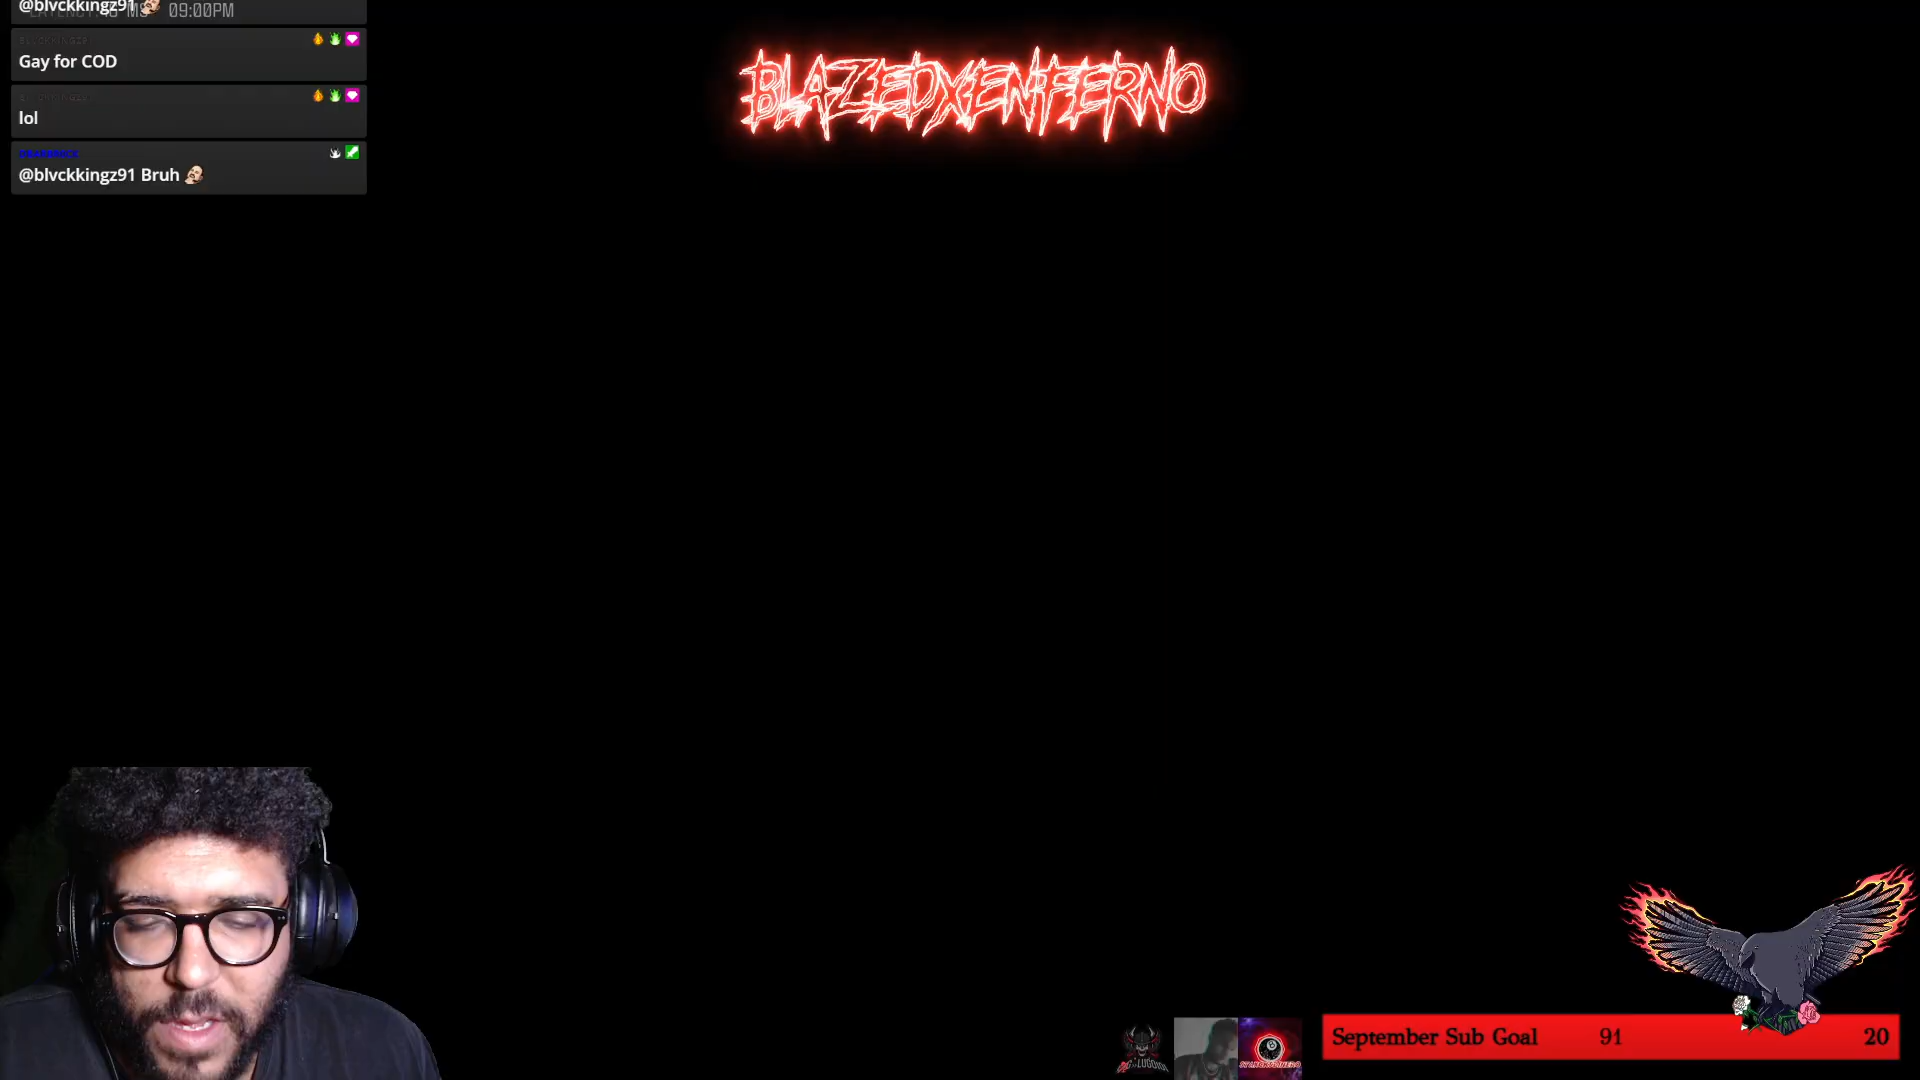 @blvckkingz91
09:00PM
Gay for COD
lol
@blvckkingz91 Bruh
BLAZEDXENFERNO
September Sub Goal 91 20